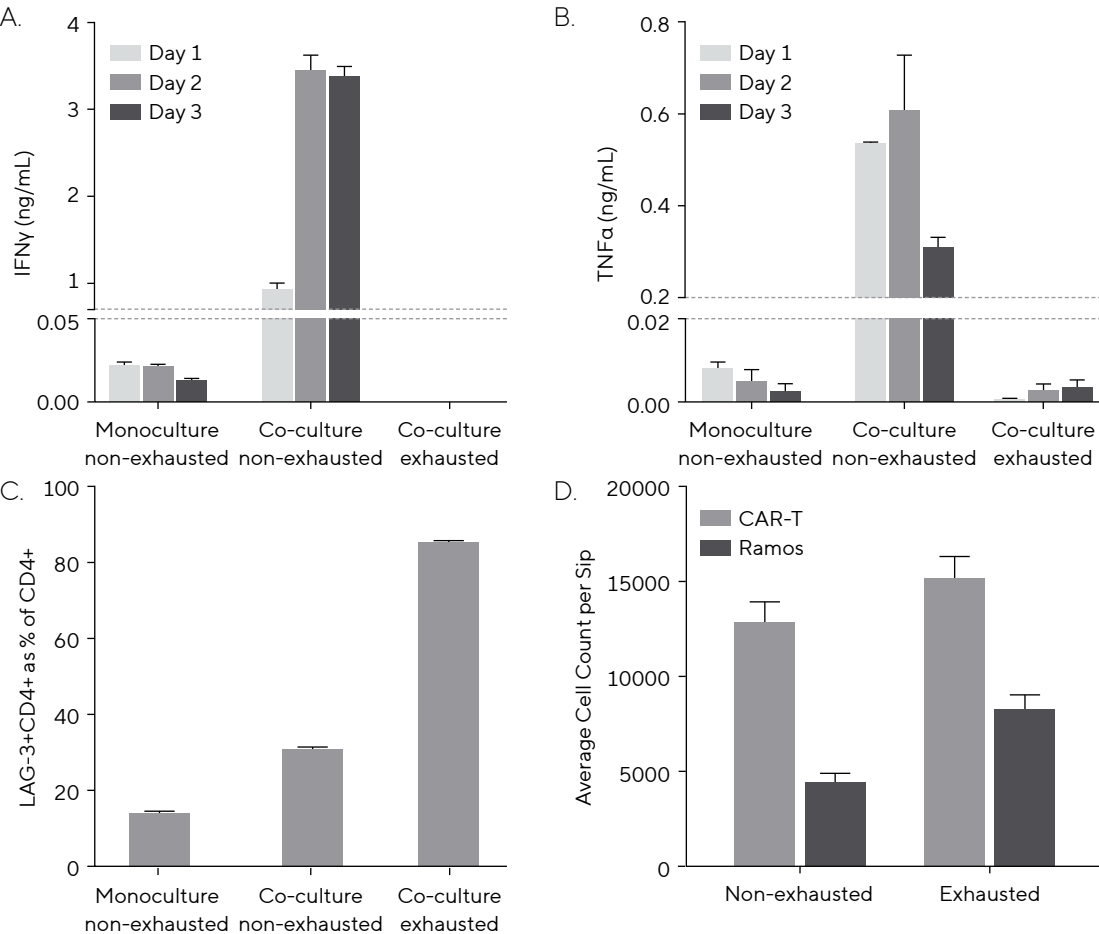 A.
IFNγ (ng/mL)
4
3
2
1
0.05
0.00
Day 1
Day 2
Day 3
Monoculture
non-exhausted
Co-culture
non-exhausted
Co-culture
exhausted
B.
TNFα (ng/mL)
0.8
0.6
0.4
0.2
0.02
0.00
Day 1
Day 2
Day 3
Monoculture
non-exhausted
Co-culture
non-exhausted
Co-culture
exhausted
C.
LAG-3+CD4+ as % of CD4+
100
80
60
40
20
0
Monoculture
non-exhausted
Co-culture
non-exhausted
Co-culture
exhausted
D.
Average Cell Count per Sip
20000
15000
10000
5000
0
CAR-T
Ramos
Non-exhausted
Exhausted